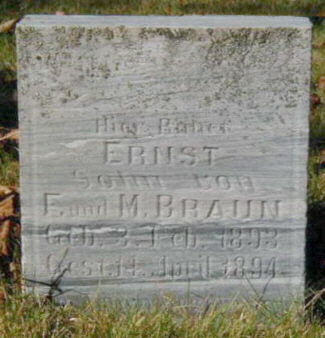 Hier Ruhet
ERNST
Sohn von
E. und M. BRAUN
Geb. 3. Feb. 1893
Gest. 14. April 1894